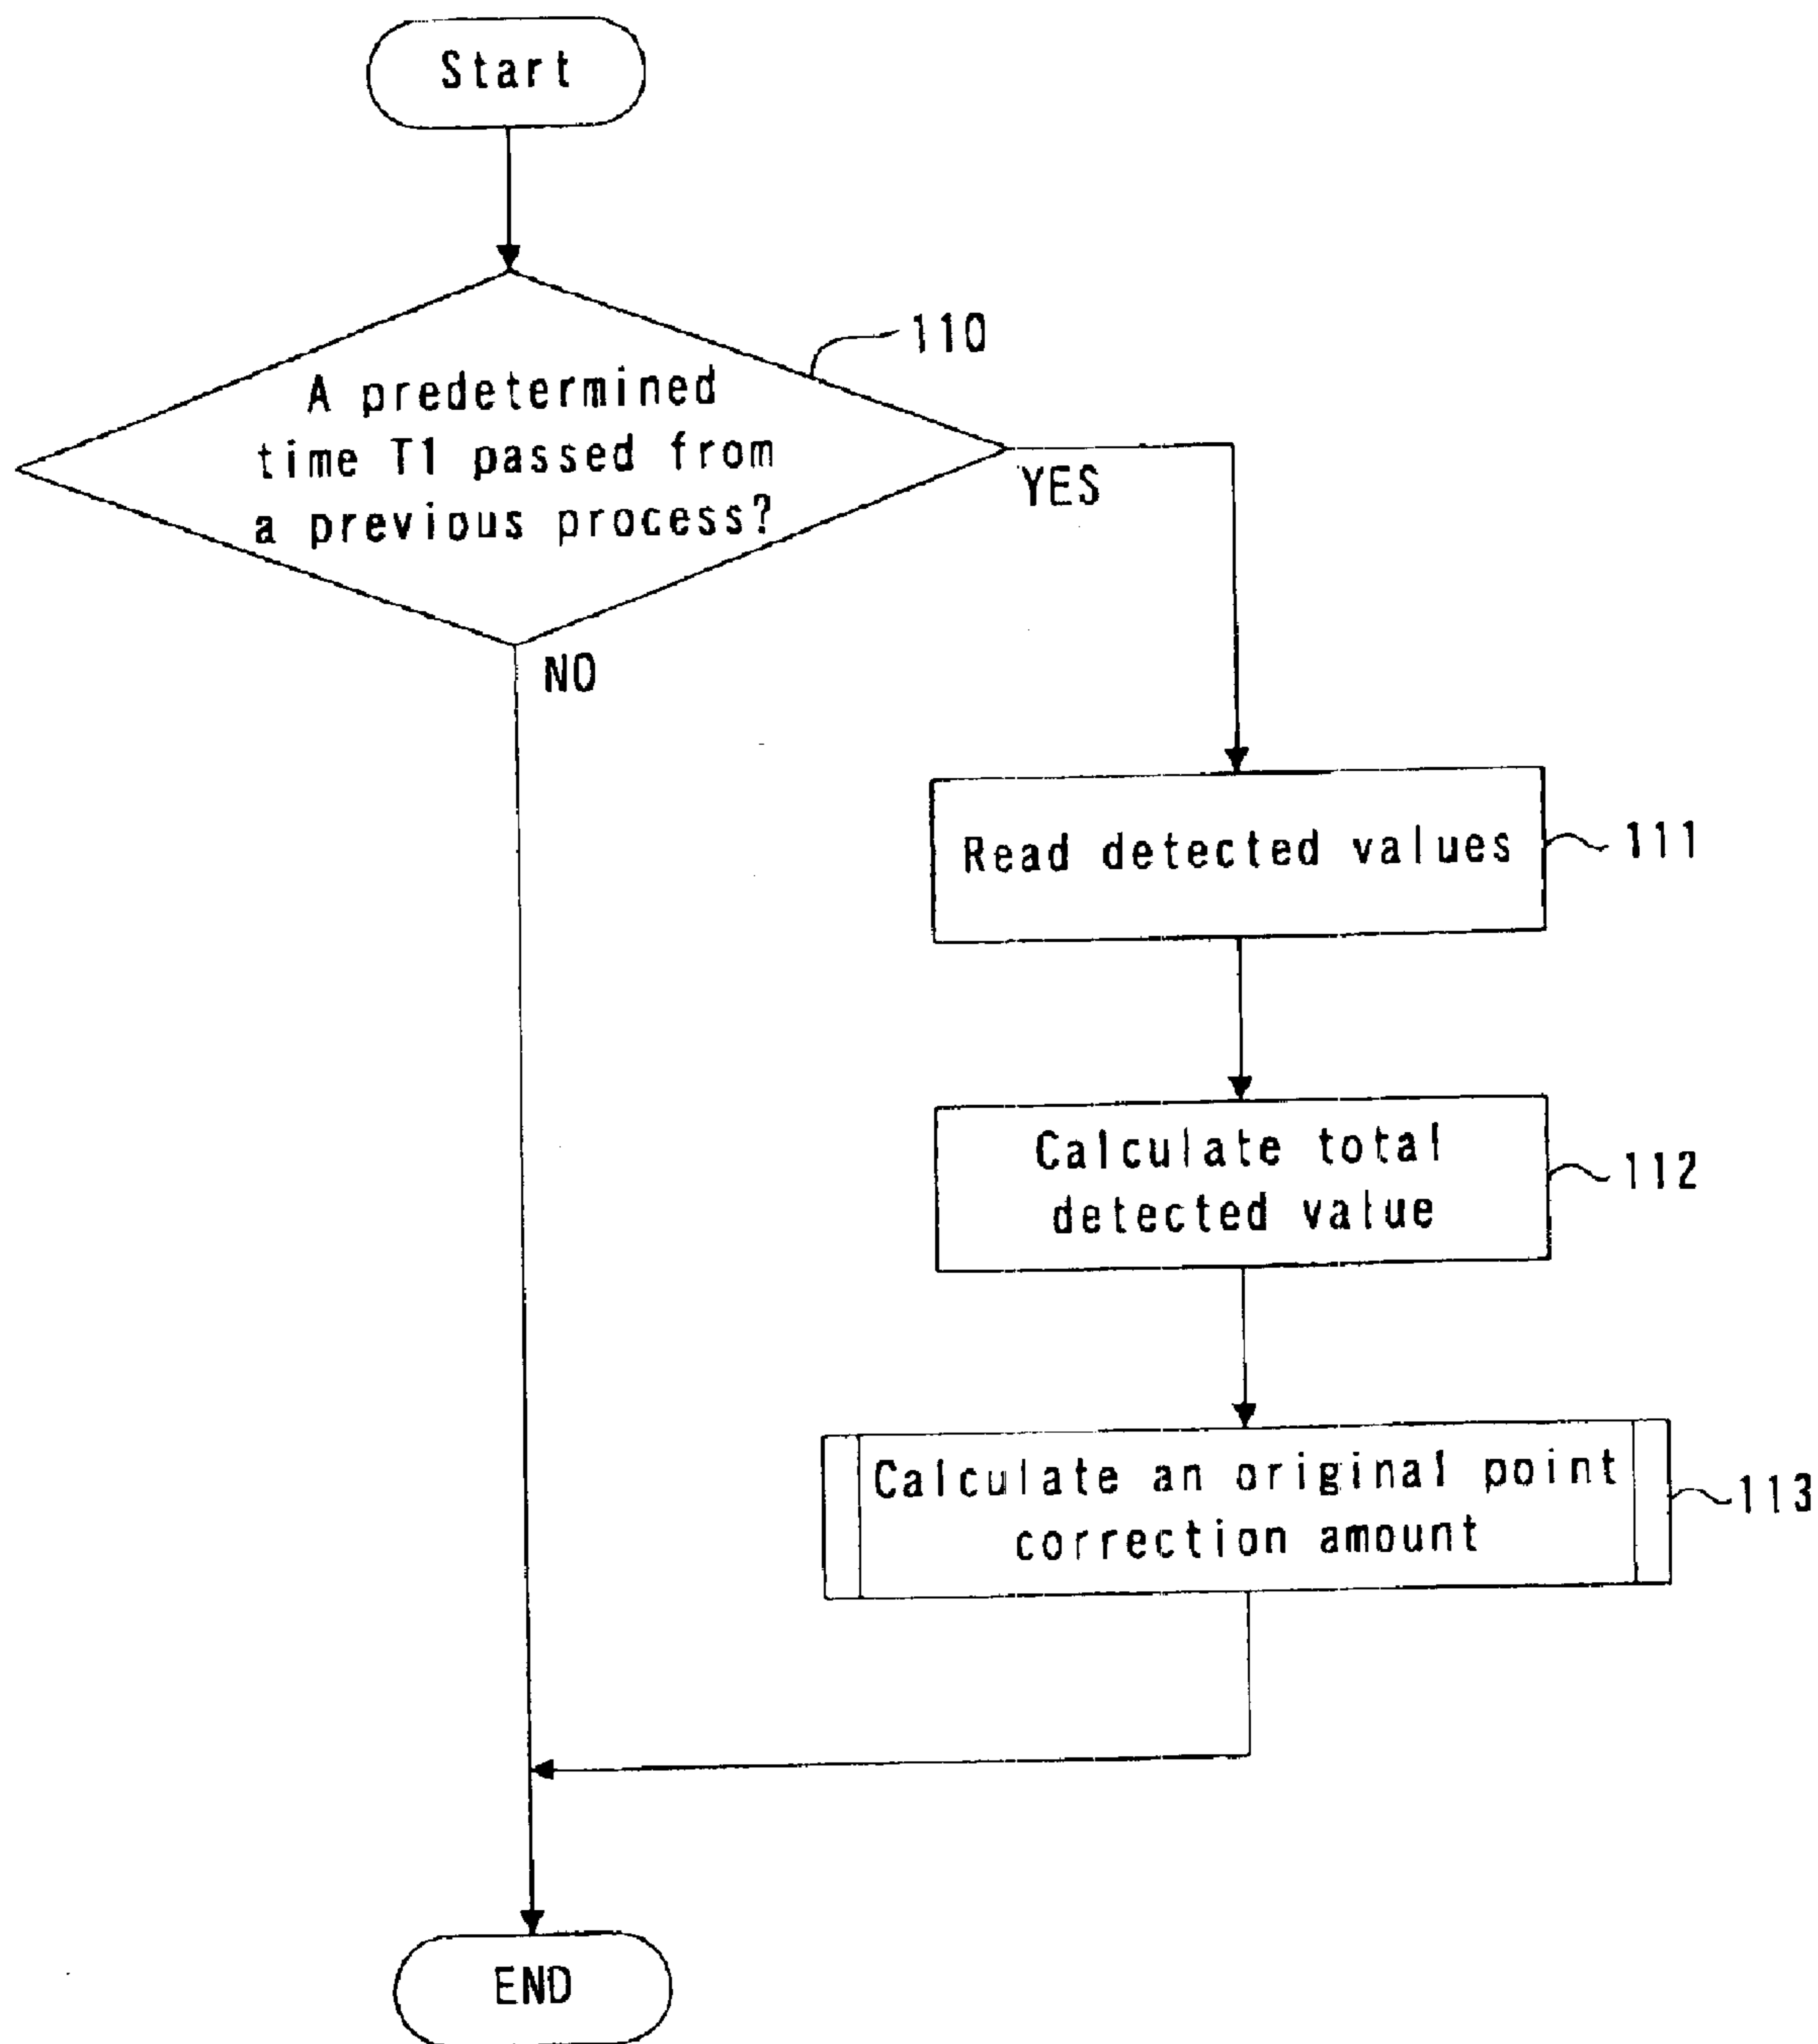 Start
110
A predetermined
time T1 passed from
a previous process?
YES
NO
Read detected values
111
Calculate total
detected value
112
Calculate an original point
correction amount
113
END